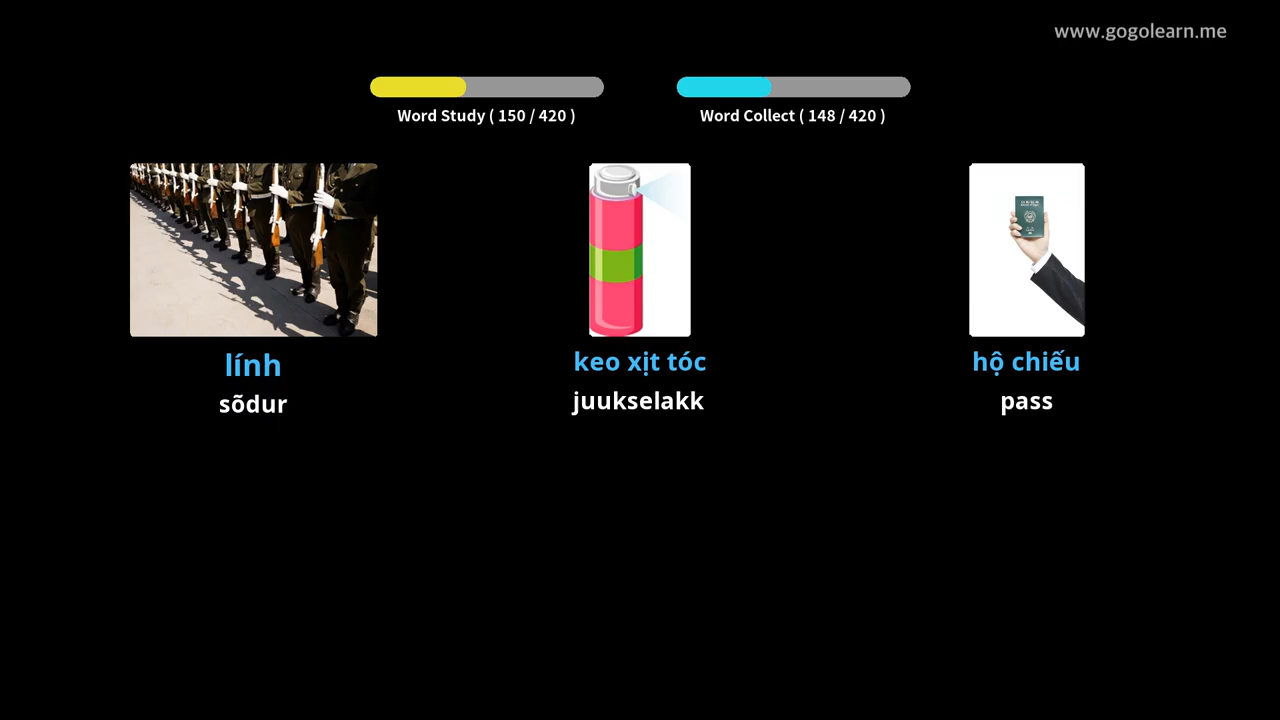 www.gogolearn.me
Word Study ( 150 / 420 )
Word Collect ( 148 / 420 )
lính
keo xịt tóc
hộ chiếu
sõdur
juukselakk
pass